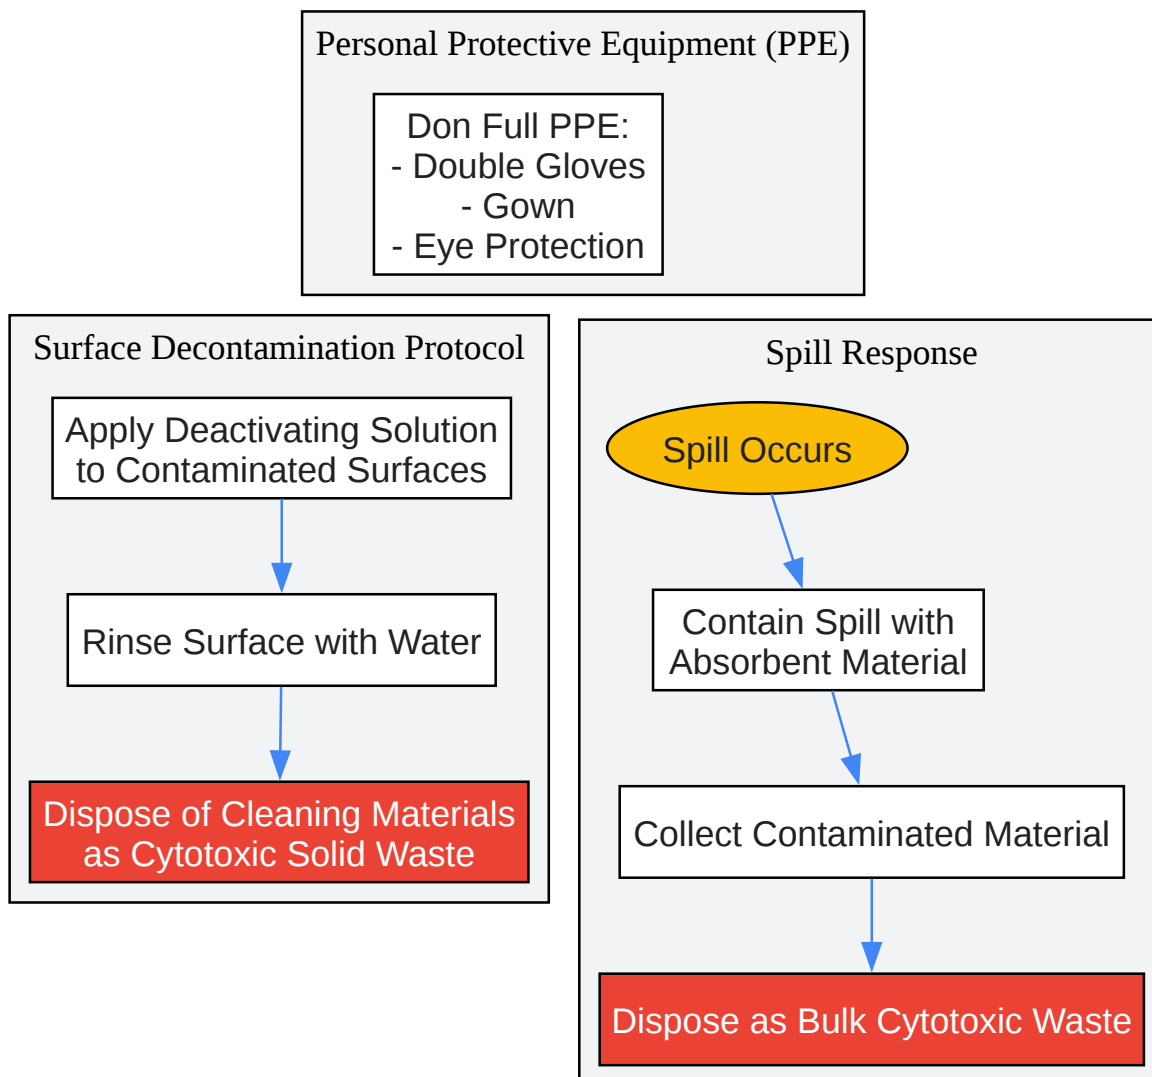 Personal Protective Equipment (PPE)
Don Full PPE:
- Double Gloves
- Gown
- Eye Protection
Surface Decontamination Protocol
Apply Deactivating Solution
to Contaminated Surfaces
Rinse Surface with Water
Dispose of Cleaning Materials
as Cytotoxic Solid Waste
Spill Response
Spill Occurs
Contain Spill with
Absorbent Material
Collect Contaminated Material
Dispose as Bulk Cytotoxic Waste